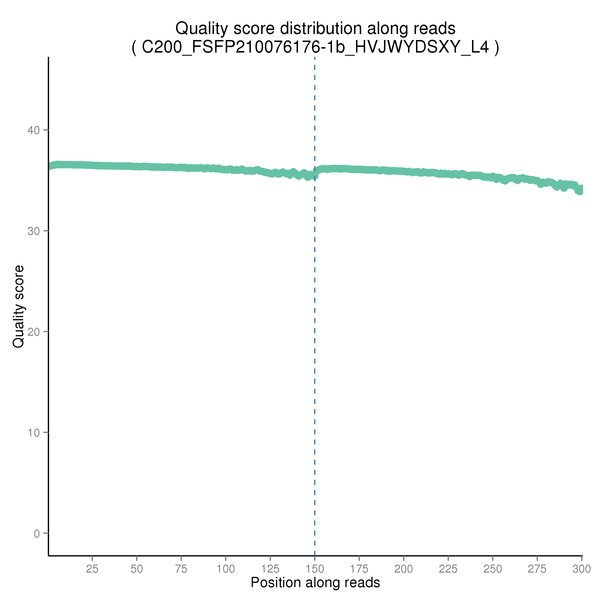 Quality score distribution along reads
( C200_FSFP210076176-1b_HVJWYDSXY_L4 )
Quality score
40
30
20
10
0
25 50 75 100 125 150 175 200 225 250 275 300
Position along reads